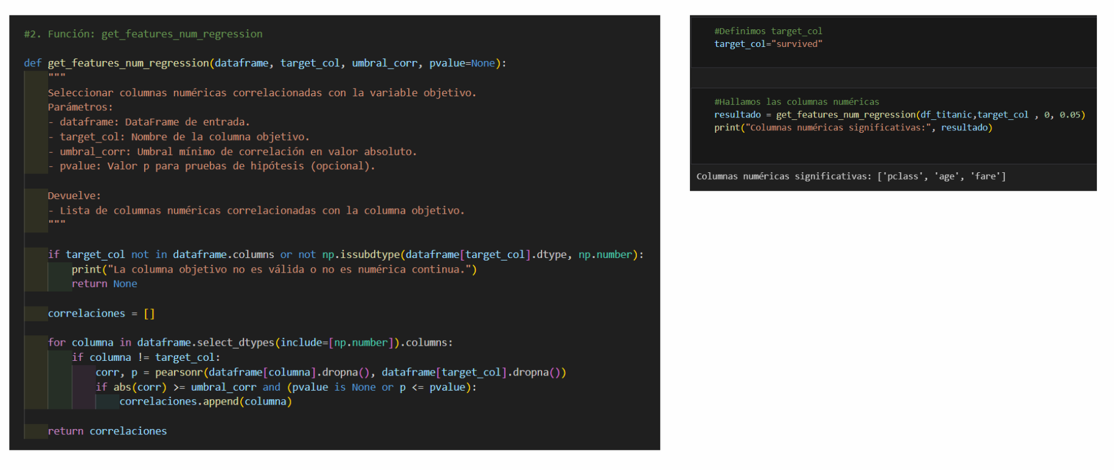 #2. Función: get_features_num_regression
def get_features_num_regression(dataframe, target_col, umbral_corr, pvalue=None):
"""
Seleccionar columnas numéricas correlacionadas con la variable objetivo.
Parámetros:
- dataframe: DataFrame de entrada.
- target_col: Nombre de la columna objetivo.
- umbral_corr: Umbral mínimo de correlación en valor absoluto.
- pvalue: Valor p para pruebas de hipótesis (opcional).
Devuelve:
- Lista de columnas numéricas correlacionadas con la columna objetivo.
"""
if target_col not in dataframe.columns or not np.issubdtype(dataframe[target_col].dtype, np.number):
print("La columna objetivo no es válida o no es numérica continua.")
return None
correlaciones = []
for columna in dataframe.select_dtypes(include=[np.number]).columns:
if columna != target_col:
corr, p = pearsonr(dataframe[columna].dropna(), dataframe[target_col].dropna())
if abs(corr) >= umbral_corr and (pvalue is None or p <= pvalue):
correlaciones.append(columna)
return correlaciones
#Definimos target_col
target_col="survived"
#Hallamos las columnas numéricas
resultado = get_features_num_regression(df_titanic,target_col , 0, 0.05)
print("Columnas numéricas significativas:", resultado)
Columnas numéricas significativas: ['pclass', 'age', 'fare']